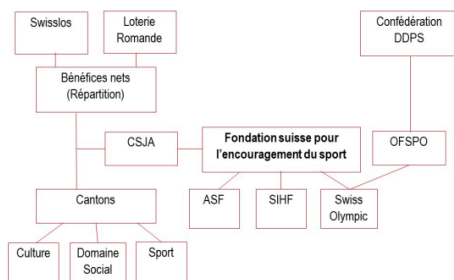 Swisslos
Loterie
Romande
Confédération
DDPS
Bénéfices nets
(Répartition)
CSJA
Fondation suisse pour
l'encouragement du sport
OFSPO
Cantons
ASF
SIHF
Swiss
Olympic
Culture
Domaine
Social
Sport